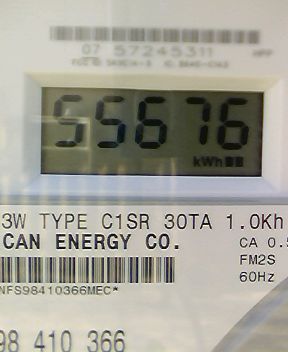 07 57245311
55676
kWh
3W TYPE C1SR 30TA 1.0Kh
CAN ENERGY CO.
CA 0.5
FM2S
60Hz
NFS98410366MEC*
98 410 366